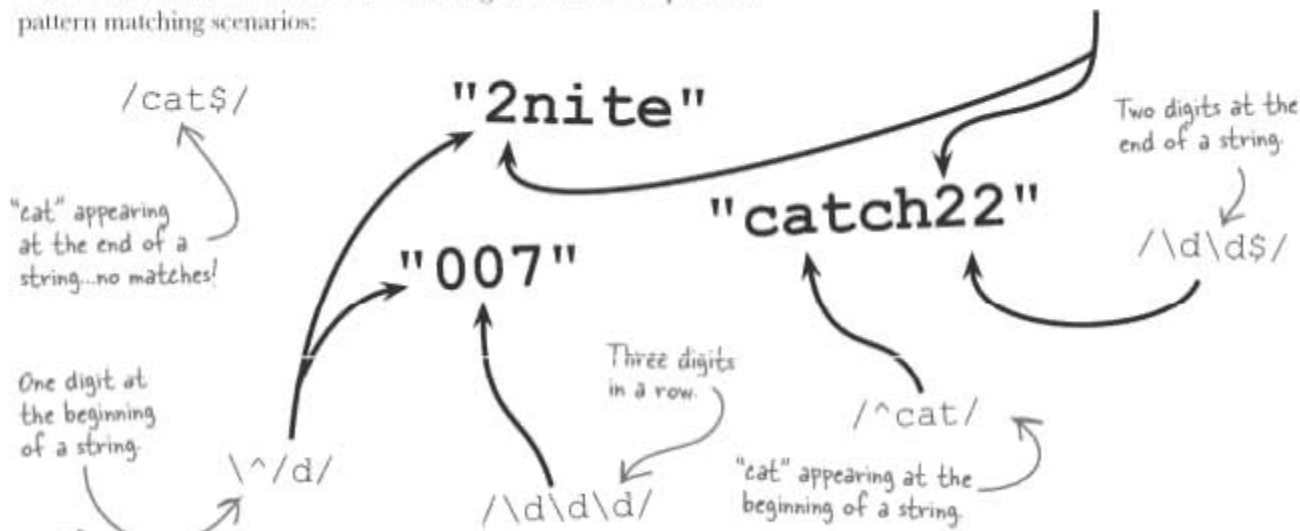 pattern matching scenarios:
/cat$/
"2nite"
Two digits at the
end of a string.
"catch22"
"cat" appearing
at the end of a
string...no matches!
"007"
/\d\d$/
Three digits
in a row.
One digit at
the beginning
of a string.
/^cat/
\^/d/
"cat" appearing at the
beginning of a string.
/\d\d\d/